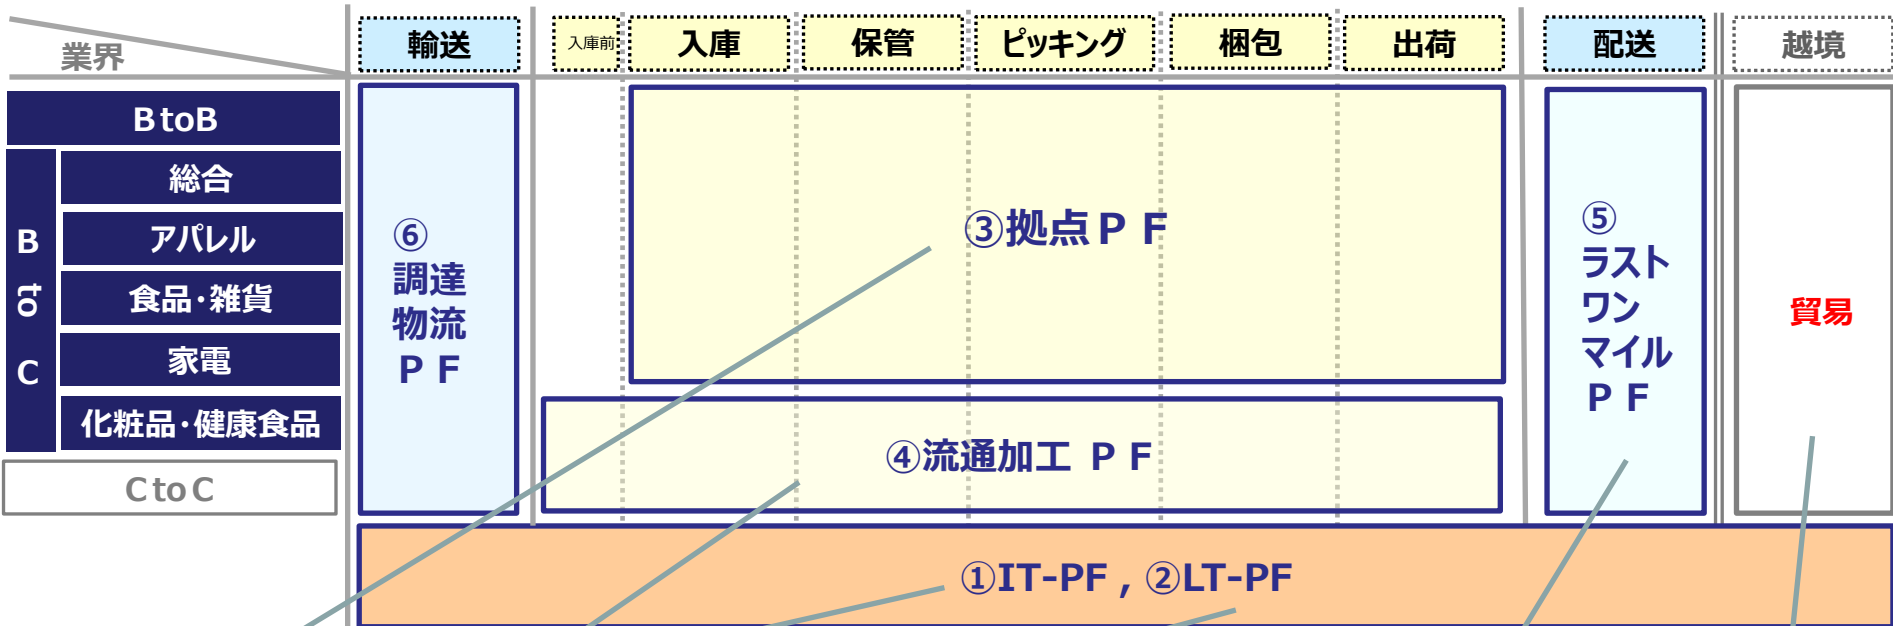 業界
輸送
入庫前
入庫
保管
ピッキング
梱包
出荷
配送
越境
BtoB
B to C
総合
アパレル
食品・雑貨
家電
化粧品・健康食品
CtoC
⑥
調達
物流
ＰＦ
③拠点ＰＦ
④流通加工 ＰＦ
⑤
ラスト
ワン
マイル
ＰＦ
貿易
①IT-PF , ②LT-PF